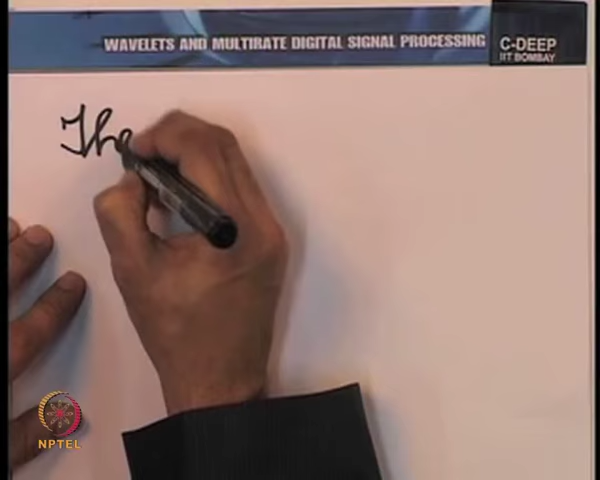 WAVELETS AND MULTIRATE DIGITAL SIGNAL PROCESSING
C-DEEP
IIT BOMBAY
The
NPTEL